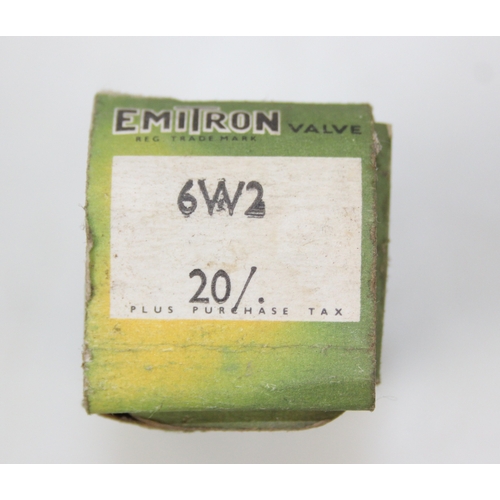 EMITRON VALVE
REG. TRADE MARK
6W2
20/.
PLUS PURCHASE TAX